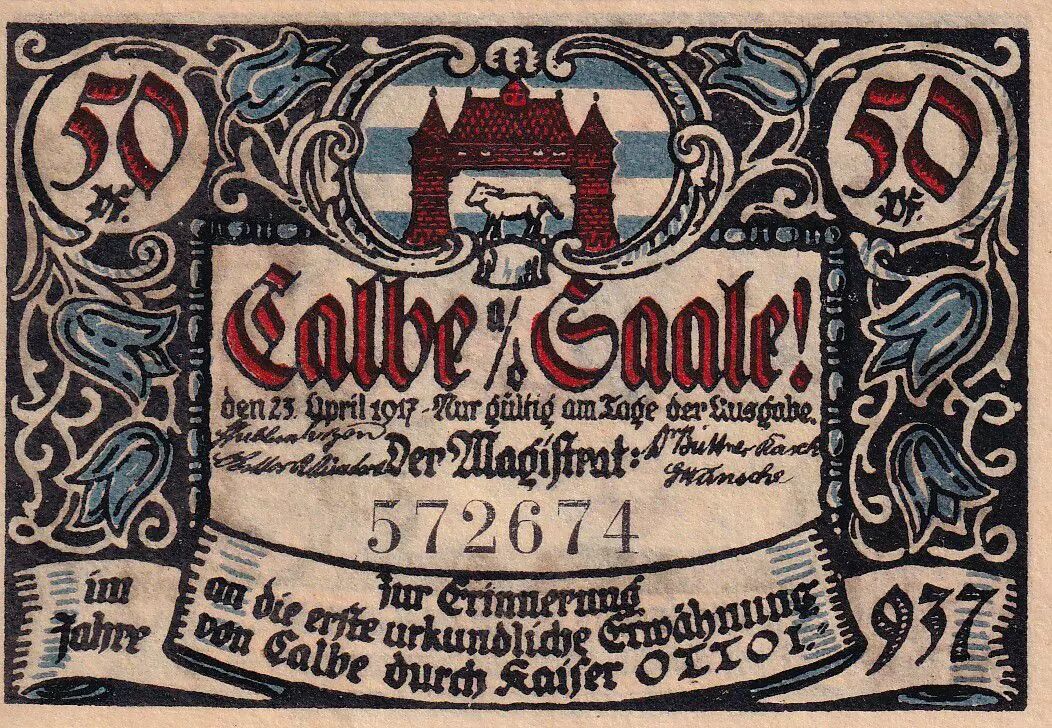 50 Pf.
50 Pf.
Calbe a/d Saale!
den 23. April 1917 - Nur gültig am Tage der Ausgabe.
Der Magistrat:
Büttner
572674
im Jahre
zur Erinnerung
an die erste urkundliche Erwähnung
von Calbe durch Kaiser OTTO I.
937